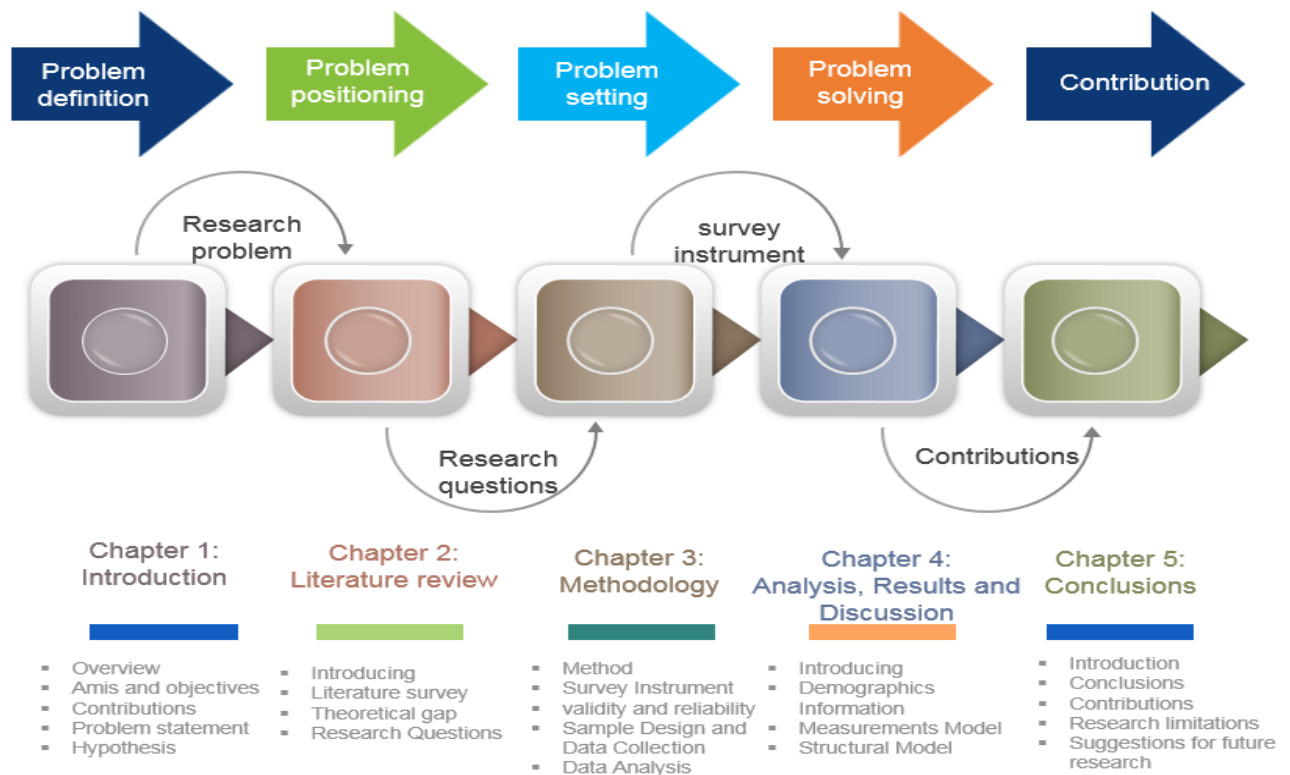 Problem
definition
Problem
positioning
Problem
setting
Problem
solving
Contribution
Research
problem
survey
instrument
Research
questions
Contributions
Chapter 1:
Introduction
▪ Overview
▪ Amis and objectives
▪ Contributions
▪ Problem statement
▪ Hypothesis
Chapter 2:
Literature review
▪ Introducing
▪ Literature survey
▪ Theoretical gap
▪ Research Questions
Chapter 3:
Methodology
▪ Method
▪ Survey Instrument
▪ validity and reliability
▪ Sample Design and
Data Collection
▪ Data Analysis
Chapter 4:
Analysis, Results and
Discussion
▪ Introducing
▪ Demographics
Information
▪ Measurements Model
▪ Structural Model
Chapter 5:
Conclusions
▪ Introduction
▪ Conclusions
▪ Contributions
▪ Research limitations
▪ Suggestions for future
research